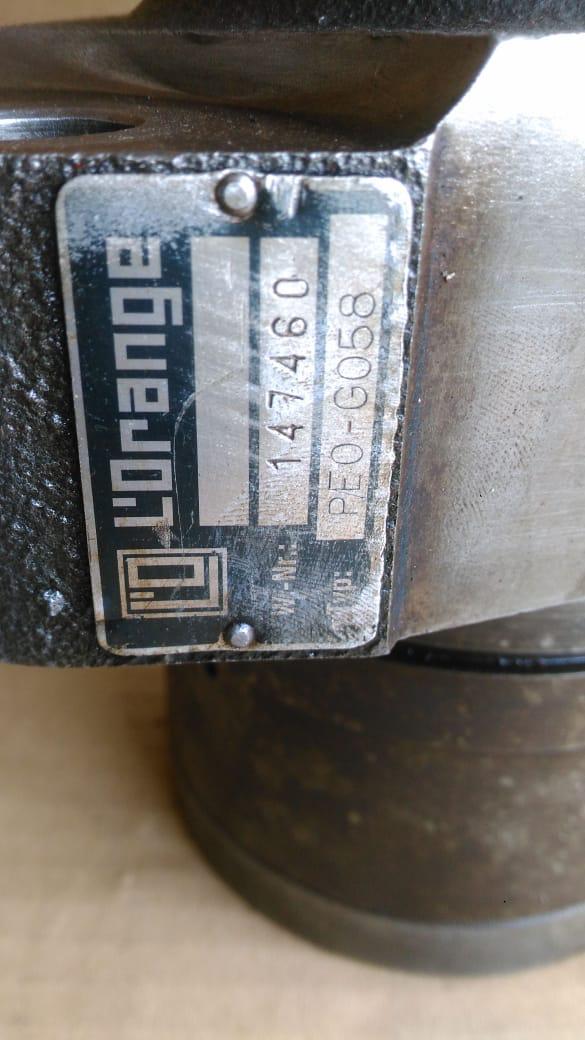 L'O L'Orange
W-Nr.: 147460
Typ: PEO-G058